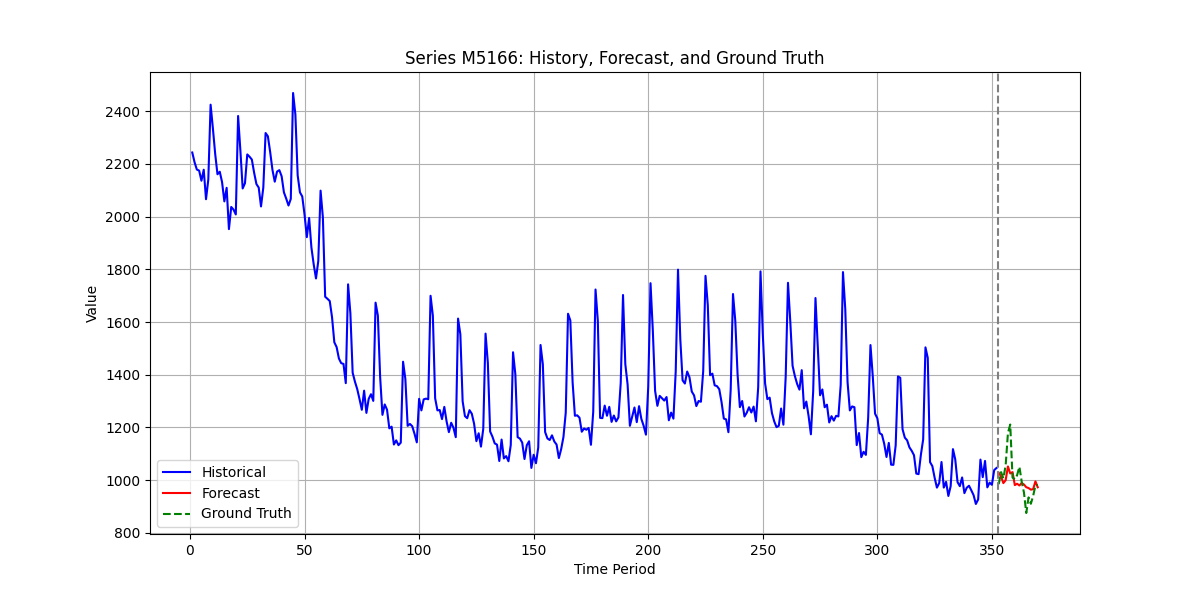 Series M5166: History, Forecast, and Ground Truth
Value
2400
2200
2000
1800
1600
1400
1200
1000
800
Historical
Forecast
Ground Truth
0 50 100 150 200 250 300 350
Time Period